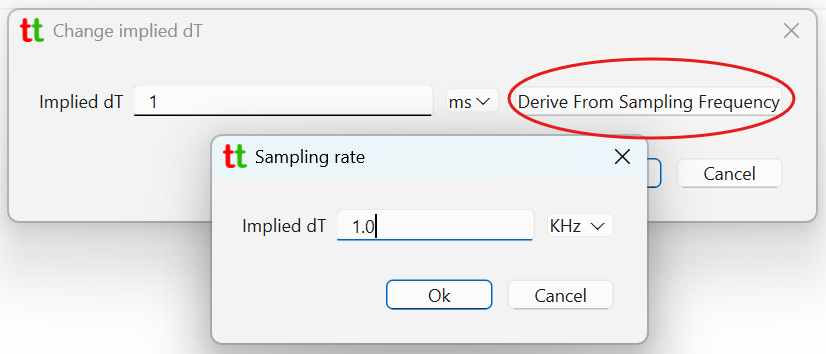 tt Change implied dT
Implied dT 1 ms Derive From Sampling Frequency
Cancel
tt Sampling rate
Implied dT 1.0 KHz
Ok Cancel